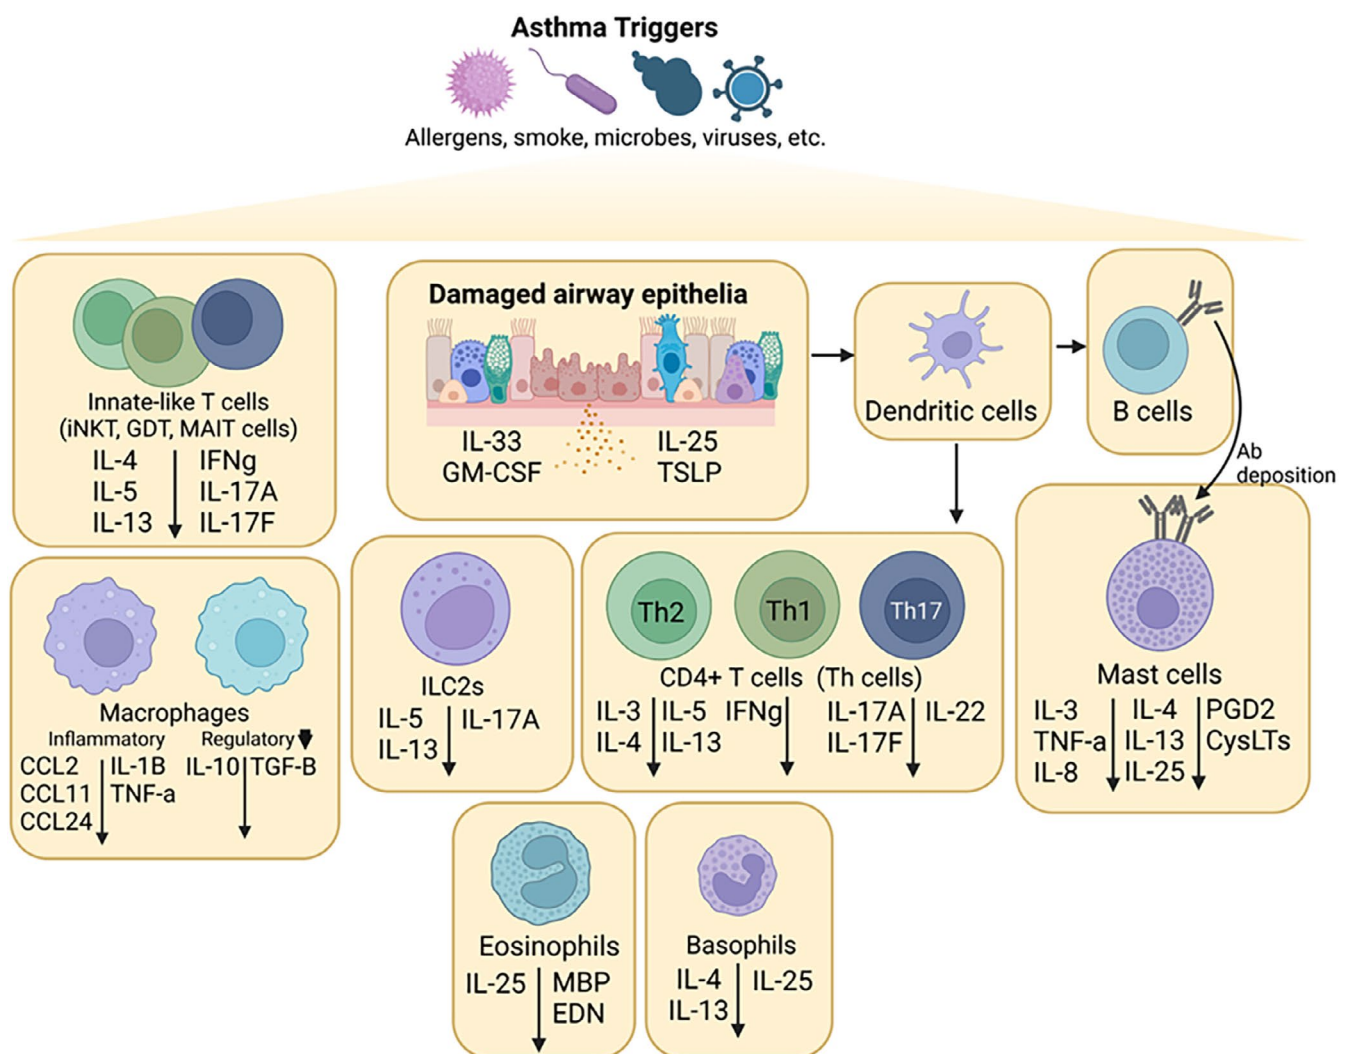 Asthma Triggers
Allergens, smoke, microbes, viruses, etc.
Innate-like T cells
(iNKT, GDT, MAIT cells)
IL-4 IFNg
IL-5 IL-17A
IL-13 IL-17F
Damaged airway epithelia
IL-33 IL-25
GM-CSF TSLP
Dendritic cells
B cells
Ab
deposition
Macrophages
Inflammatory Regulatory
CCL2 IL-1B IL-10 TGF-B
CCL11 TNF-a
CCL24
ILC2s
IL-5 IL-17A
IL-13
Th2 Th1 Th17
CD4+ T cells (Th cells)
IL-3 IL-5 IFNg IL-17A IL-22
IL-4 IL-13 IL-17F
Mast cells
IL-3 IL-4 PGD2
TNF-a IL-13 CysLTs
IL-8 IL-25
Eosinophils
IL-25 MBP
EDN
Basophils
IL-4 IL-25
IL-13